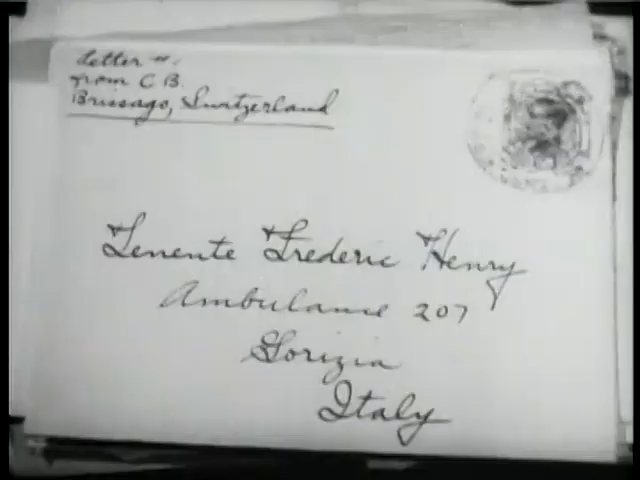 Letter
from C.B.
Brissago, Switzerland
Tenente Frederic Henry
Ambulance 207
Gorizia
Italy